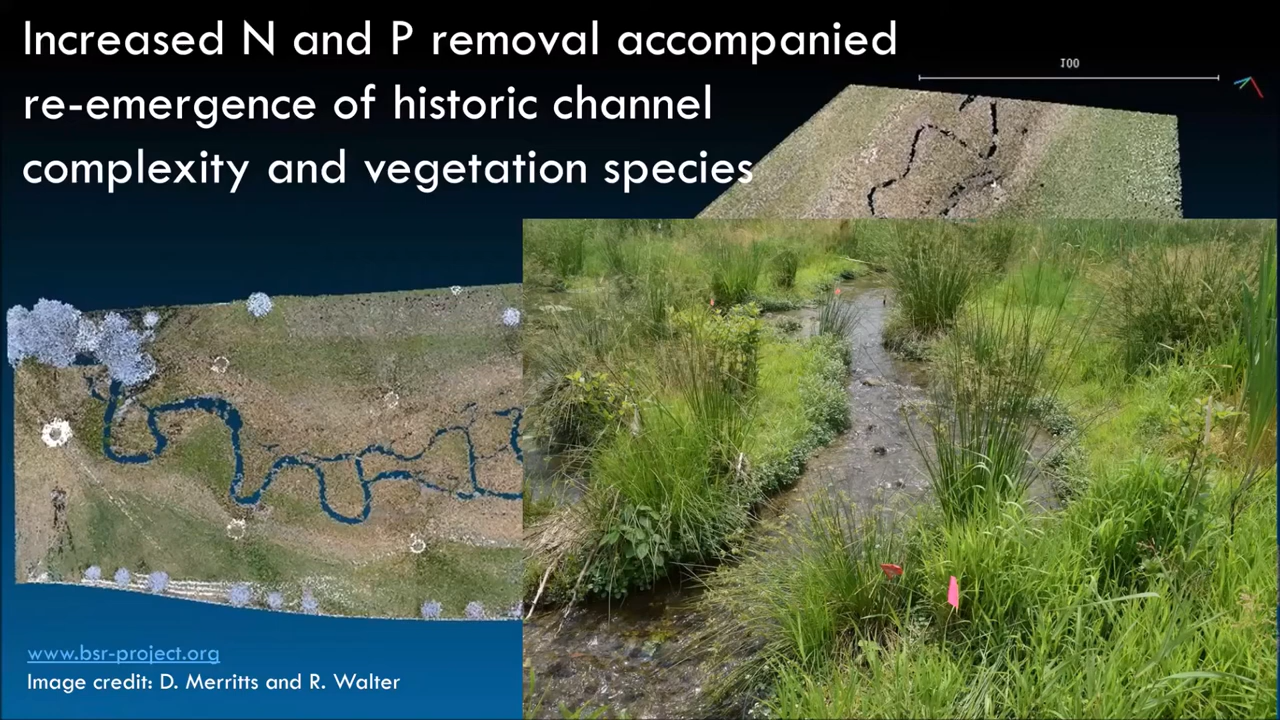 Increased N and P removal accompanied
re-emergence of historic channel
complexity and vegetation species
100
www.bsr-project.org
Image credit: D. Merritts and R. Walter